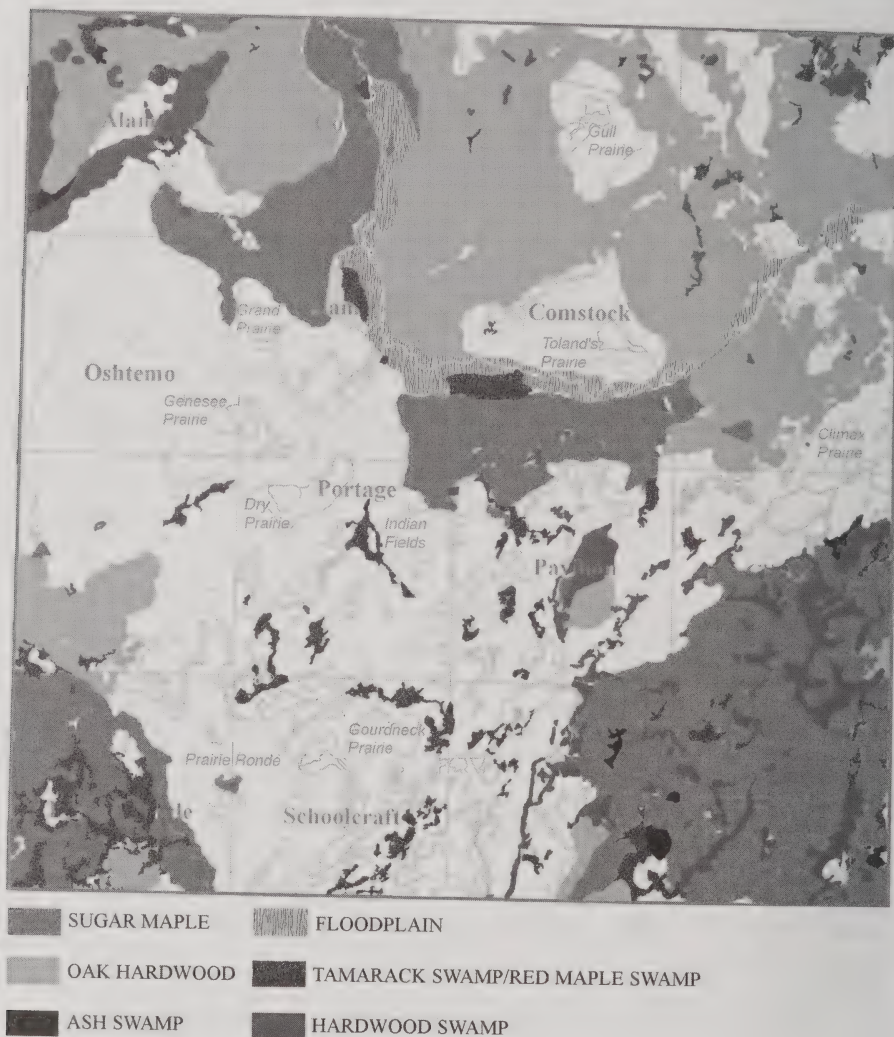 Gull
Prairie
Comstock
Grand
Prairie
Toland's
Prairie
Oshtemo
Genesee
Prairie
Climax
Prairie
Portage
Dry
Prairie
Indian
Fields
Gourdneck
Prairie
Prairie Ronde
Schoolcraft
SUGAR MAPLE
FLOODPLAIN
OAK HARDWOOD
TAMARACK SWAMP/RED MAPLE SWAMP
ASH SWAMP
HARDWOOD SWAMP